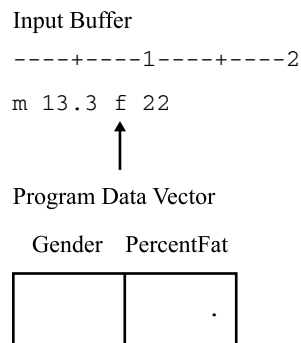 Input Buffer
----+----1----+----2
m 13.3 f 22
Program Data Vector
Gender PercentFat
.